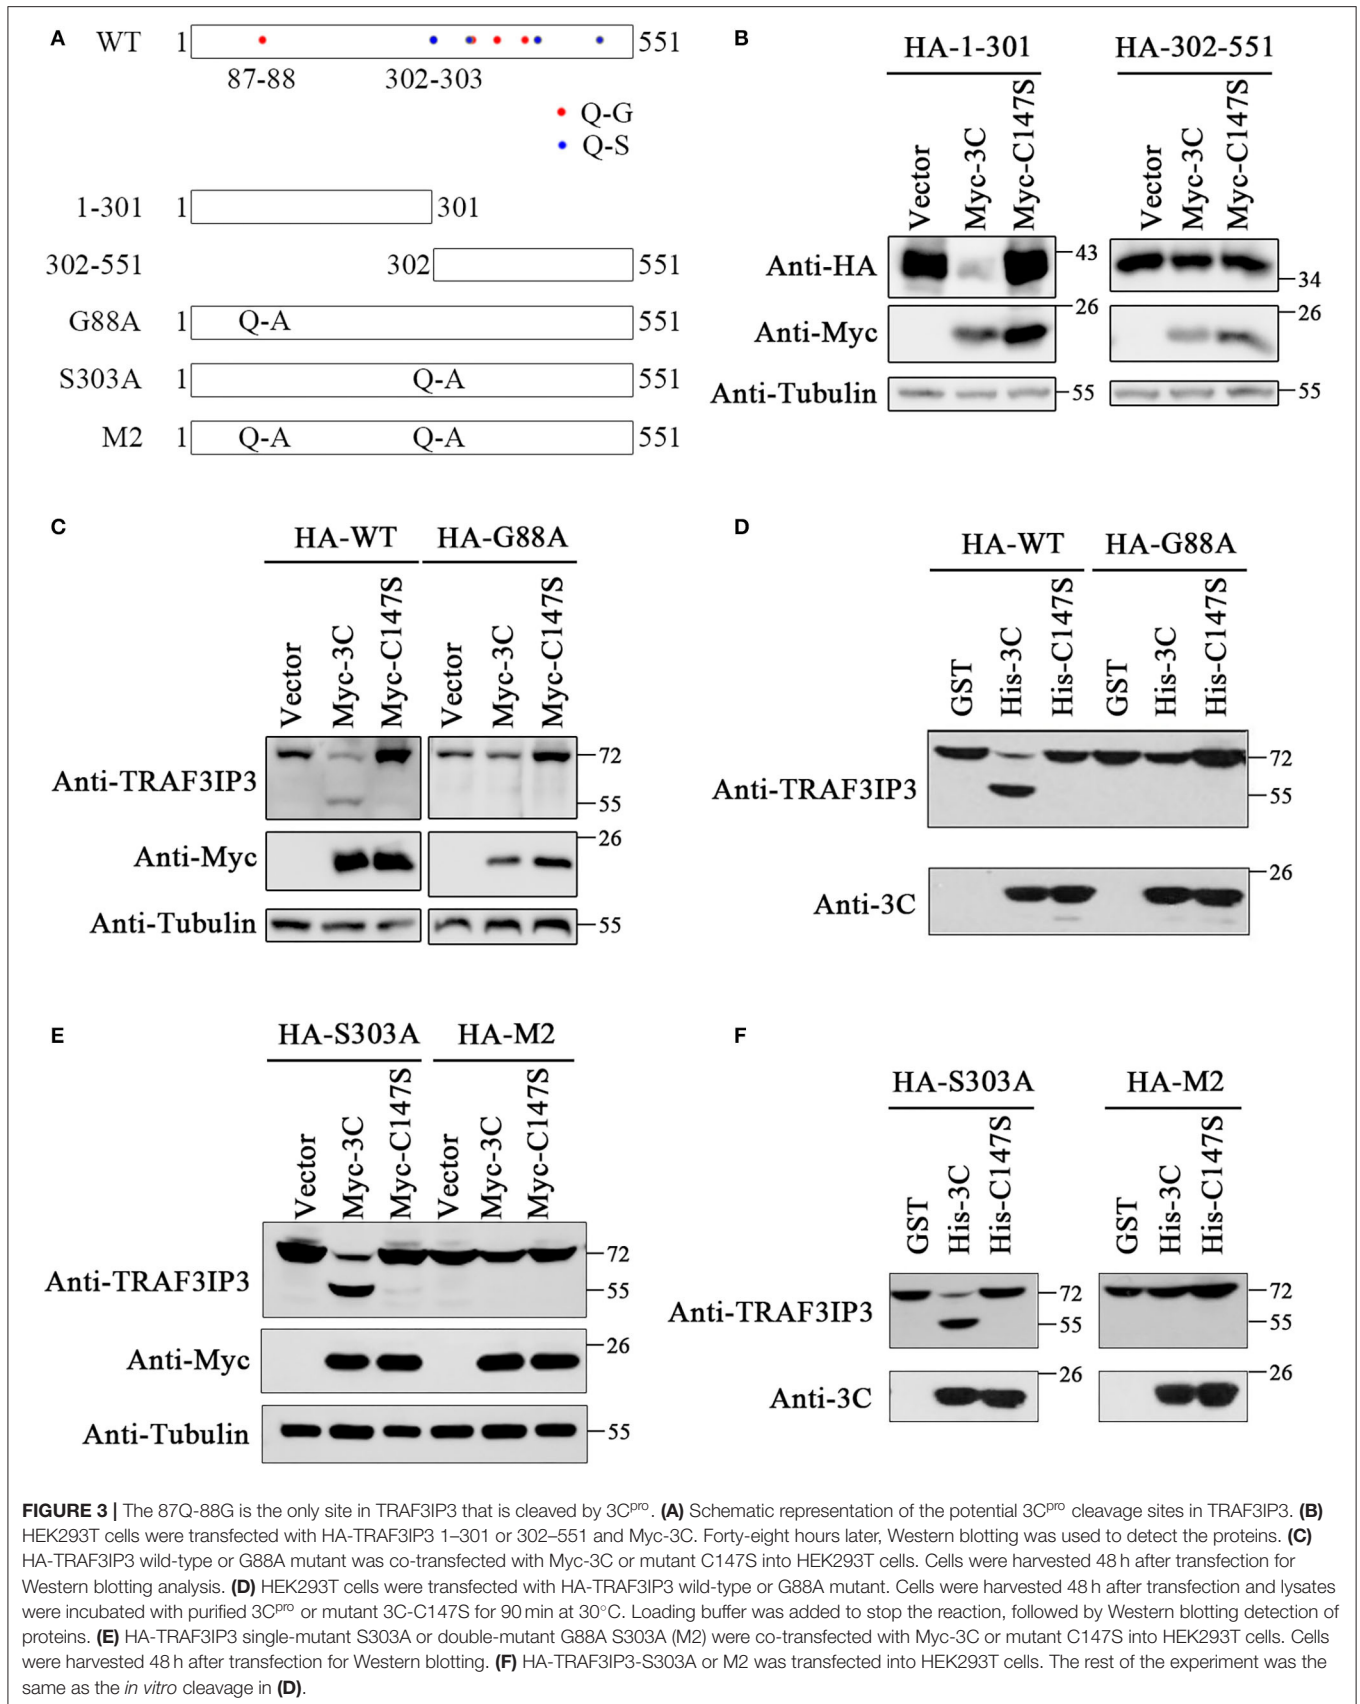 A
WT 1 551
87-88 302-303
Q-G
Q-S
1-301 1 301
302-551 302 551
G88A 1 Q-A 551
S303A 1 Q-A 551
M2 1 Q-A Q-A 551
B
HA-1-301 HA-302-551
Vector Myc-3C Myc-C147S Vector Myc-3C Myc-C147S
Anti-HA 43 34
Anti-Myc 26 26
Anti-Tubulin 55 55
C
HA-WT HA-G88A
Vector Myc-3C Myc-C147S Vector Myc-3C Myc-C147S
Anti-TRAF3IP3 72
55
Anti-Myc 26
Anti-Tubulin 55
D
HA-WT HA-G88A
GST His-3C His-C147S GST His-3C His-C147S
Anti-TRAF3IP3 72
55
Anti-3C 26
E
HA-S303A HA-M2
Vector Myc-3C Myc-C147S Vector Myc-3C Myc-C147S
Anti-TRAF3IP3 72
55
Anti-Myc 26
Anti-Tubulin 55
F
HA-S303A HA-M2
GST His-3C His-C147S GST His-3C His-C147S
Anti-TRAF3IP3 72 72
55 55
Anti-3C 26 26
FIGURE 3 | The 87Q-88G is the only site in TRAF3IP3 that is cleaved by 3Cpro. (A) Schematic representation of the potential 3Cpro cleavage sites in TRAF3IP3. (B)
HEK293T cells were transfected with HA-TRAF3IP3 1–301 or 302–551 and Myc-3C. Forty-eight hours later, Western blotting was used to detect the proteins. (C)
HA-TRAF3IP3 wild-type or G88A mutant was co-transfected with Myc-3C or mutant C147S into HEK293T cells. Cells were harvested 48 h after transfection for
Western blotting analysis. (D) HEK293T cells were transfected with HA-TRAF3IP3 wild-type or G88A mutant. Cells were harvested 48 h after transfection and lysates
were incubated with purified 3Cpro or mutant 3C-C147S for 90 min at 30°C. Loading buffer was added to stop the reaction, followed by Western blotting detection of
proteins. (E) HA-TRAF3IP3 single-mutant S303A or double-mutant G88A S303A (M2) were co-transfected with Myc-3C or mutant C147S into HEK293T cells. Cells
were harvested 48 h after transfection for Western blotting. (F) HA-TRAF3IP3-S303A or M2 was transfected into HEK293T cells. The rest of the experiment was the
same as the in vitro cleavage in (D).